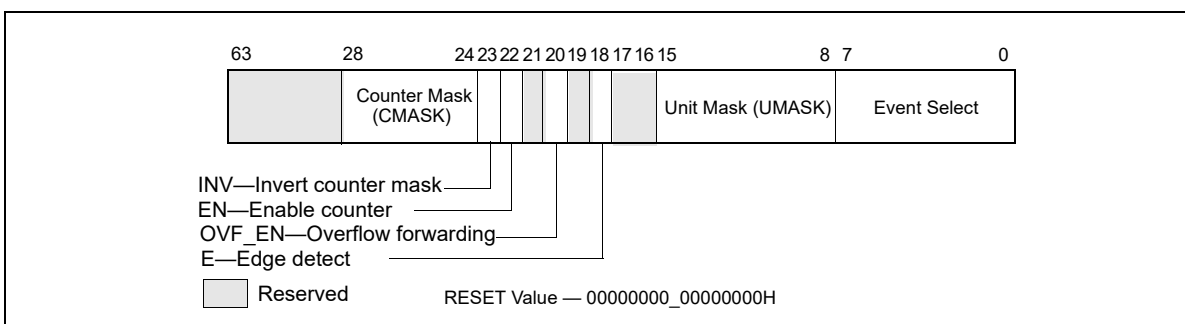 63 28 24 23 22 21 20 19 18 17 16 15 8 7 0
Counter Mask
(CMASK)
Unit Mask (UMASK)
Event Select
INV—Invert counter mask
EN—Enable counter
OVF_EN—Overflow forwarding
E—Edge detect
Reserved
RESET Value — 00000000_00000000H